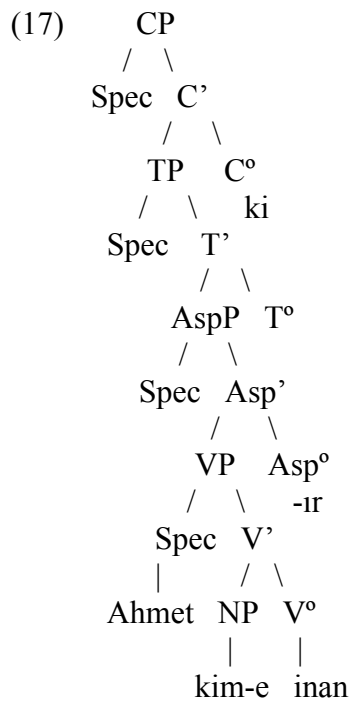 (17) CP
Spec C’
TP Cº
ki
Spec T’
AspP Tº
Spec Asp’
VP Aspº
-ır
Spec V’
Ahmet NP Vº
kim-e inan